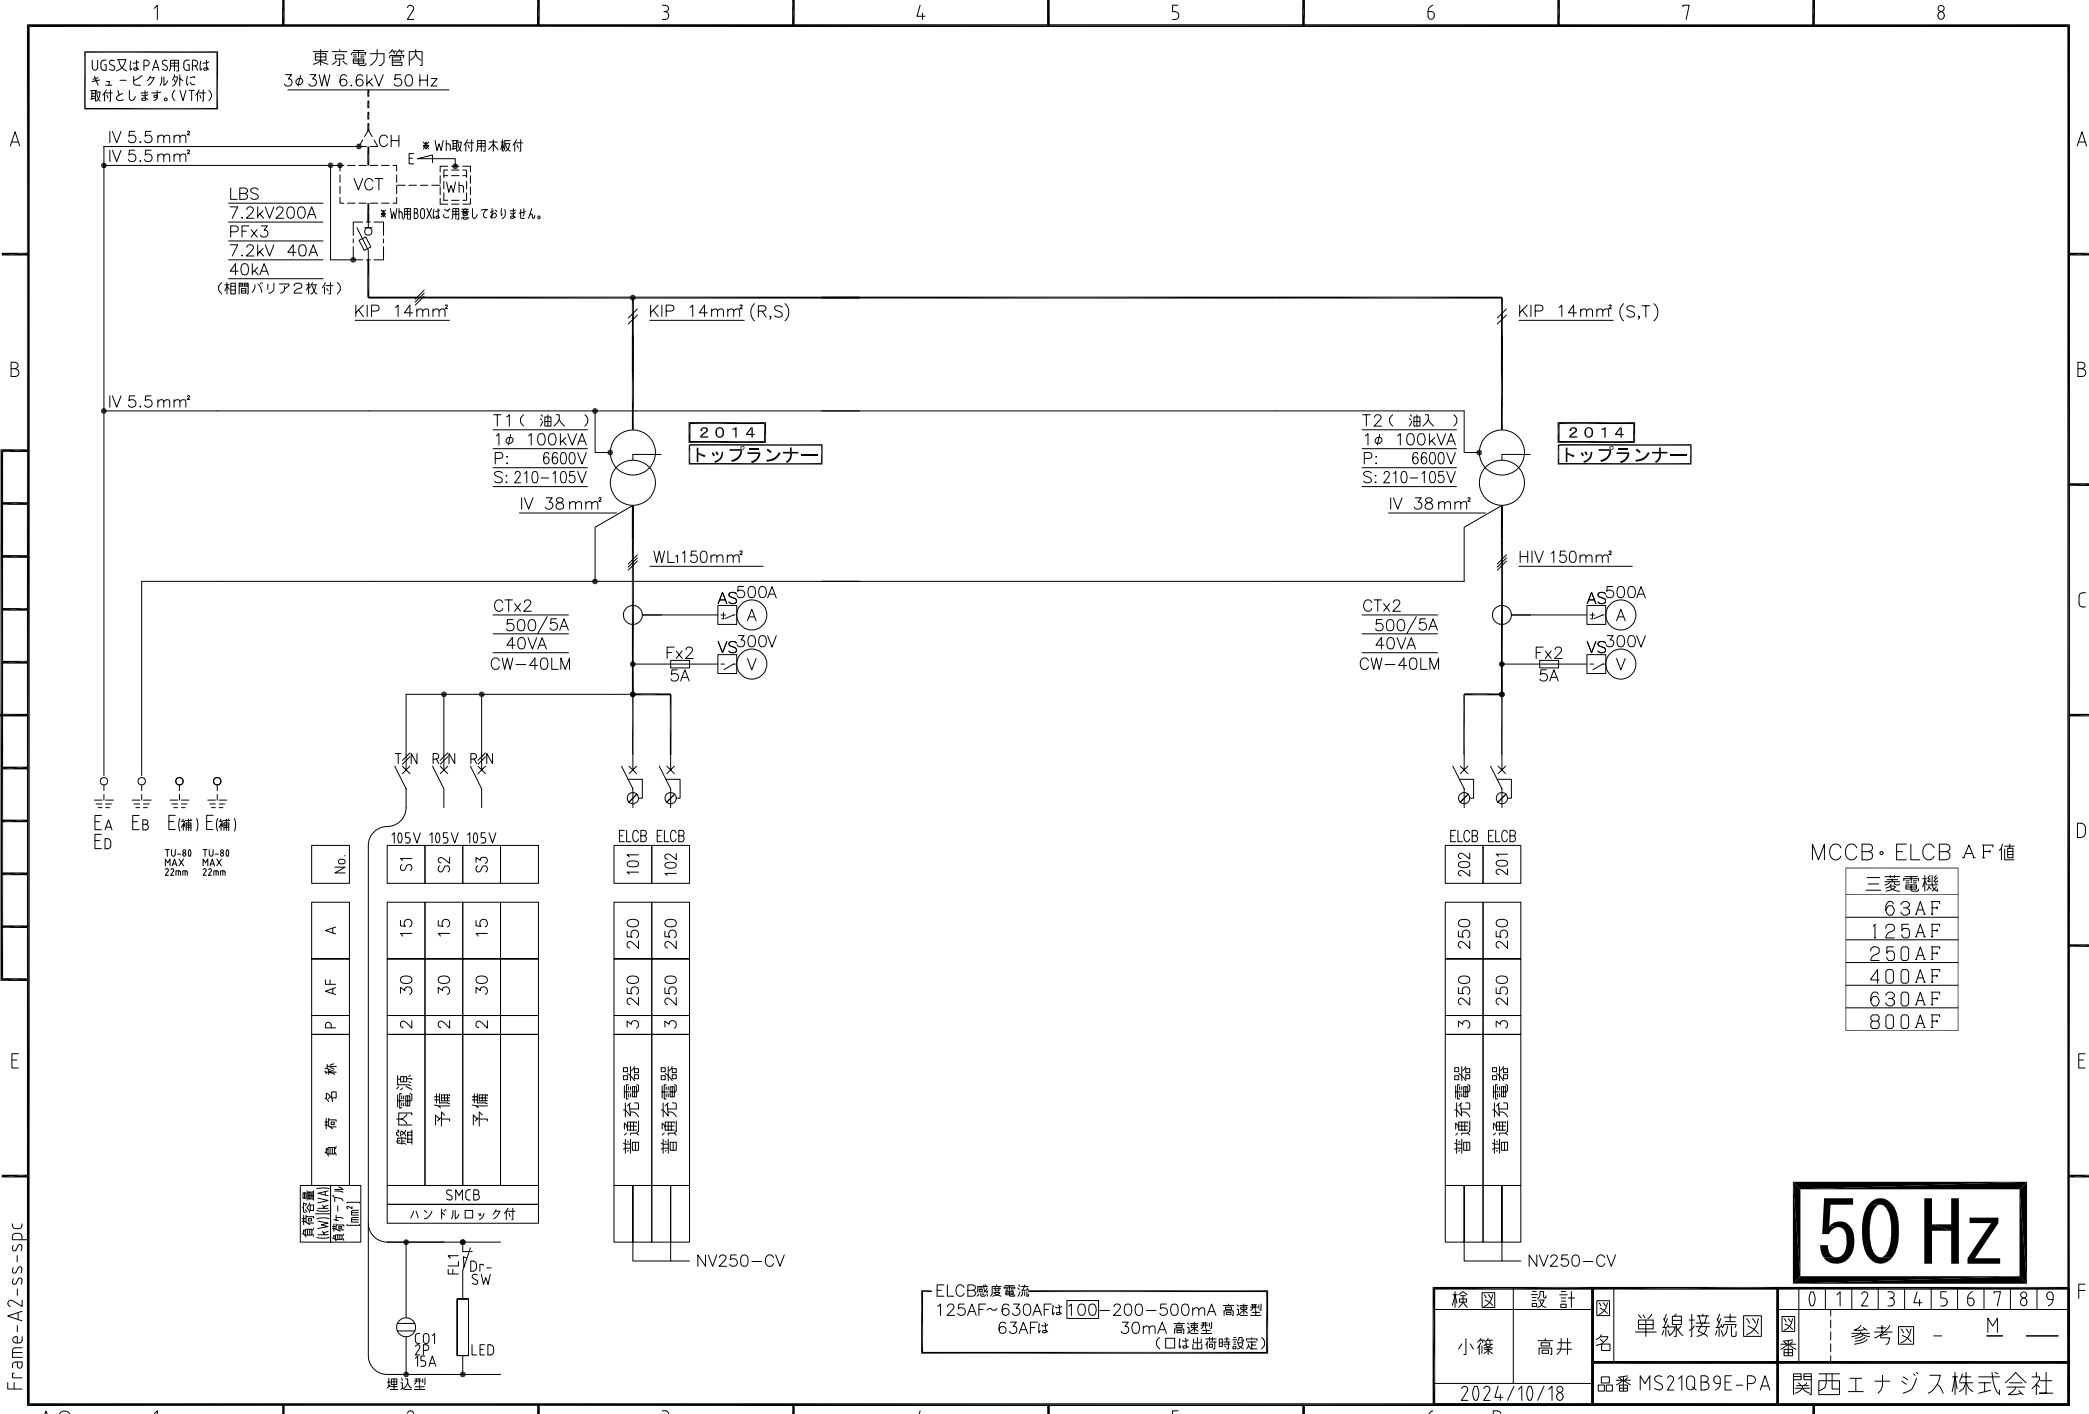 1 2 3 4 5 6 7 8
UGS又はPAS用GRは
キュービクル外に
取付とします。(VT付)
東京電力管内
3φ3W 6.6kV 50Hz
A
A
IV 5.5mm²
IV 5.5mm²
CH
※ Wh取付用木板付
E
VCT
Wh
※ Wh用BOXはご用意しておりません。
LBS
7.2kV200A
PFx3
7.2kV 40A
40kA
(相間バリア2枚付)
KIP 14mm²
KIP 14mm² (R,S)
KIP 14mm² (S,T)
B
B
IV 5.5mm²
T1 ( 油入 )
1φ 100kVA
P: 6600V
S: 210-105V
IV 38mm²
2014
トップランナー
T2 ( 油入 )
1φ 100kVA
P: 6600V
S: 210-105V
IV 38mm²
2014
トップランナー
WL1150mm²
HIV 150mm²
C
C
CTx2
500/5A
40VA
CW-40LM
AS 500A
A
VS 300V
V
Fx2
5A
CTx2
500/5A
40VA
CW-40LM
AS 500A
A
VS 300V
V
Fx2
5A
T N R N R N
EA
ED
EB
E(補)
E(補)
TU-80
MAX
22mm
TU-80
MAX
22mm
D
D
105V 105V 105V
ELCB ELCB
ELCB ELCB
No. S1 S2 S3
101 102
202 201
A 15 15 15
250 250
250 250
AF 30 30 30
250 250
250 250
P 2 2 2
3 3
3 3
負荷名称
盤内電源
予備
予備
普通充電器
普通充電器
普通充電器
普通充電器
負荷容量
(kW)(kVA)
負荷ケーブル
[mm²]
SMCB
ハンドルロック付
NV250-CV
NV250-CV
MCCB・ELCB AF値
三菱電機
63AF
125AF
250AF
400AF
630AF
800AF
E
E
FL1
Dr-
SW
CO1
2P
15A
LED
埋込型
ELCB感度電流
125AF~630AFは100-200-500mA 高速型
63AFは 30mA 高速型
(口は出荷時設定)
50 Hz
F
Frame-A2-ss-spc
検図 設計
小篠 高井
2024/10/18
図名
単線接続図
0 1 2 3 4 5 6 7 8 9
図番
参考図 - M
品番 MS21QB9E-PA
関西エナジス株式会社